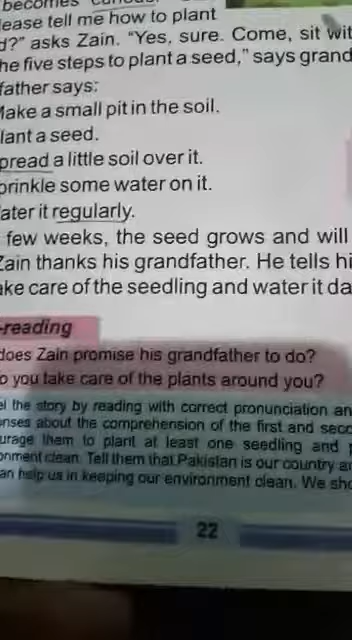 becomes curious.
lease tell me how to plant
d?" asks Zain. "Yes, sure. Come, sit wit
he five steps to plant a seed," says grand
father says:
Make a small pit in the soil.
lant a seed.
pread a little soil over it.
prinkle some water on it.
ater it regularly.
few weeks, the seed grows and will
Zain thanks his grandfather. He tells hi
ake care of the seedling and water it da
-reading
does Zain promise his grandfather to do?
o you take care of the plants around you?
el the story by reading with correct pronunciation an
onses about the comprehension of the first and seco
urage them to plant at least one seedling and p
onment clean. Tell them that Pakistan is our country an
an help us in keeping our environment clean. We sho
22